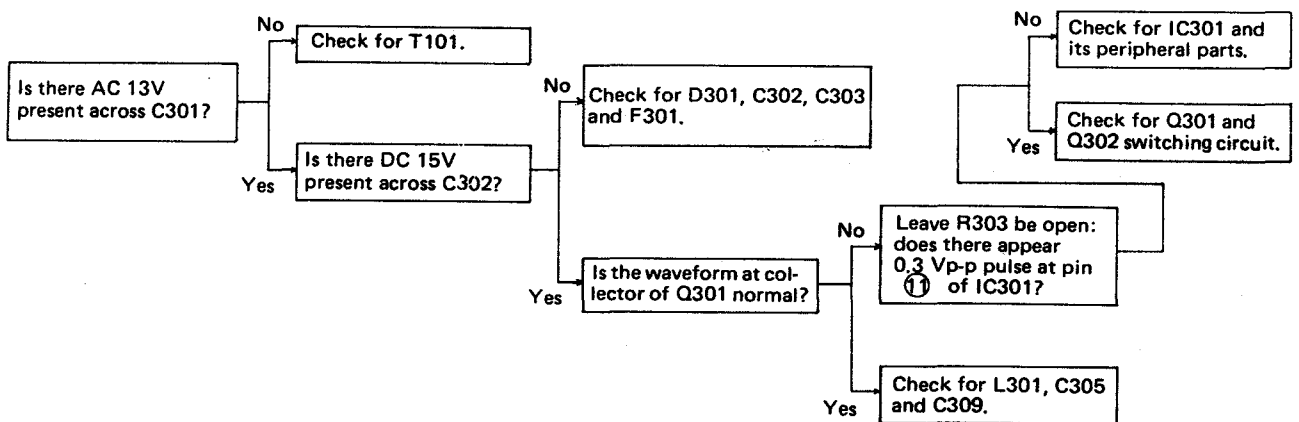 Is there AC 13V
present across C301?
No
Check for T101.
Yes
Is there DC 15V
present across C302?
No
Check for D301, C302, C303
and F301.
Yes
Is the waveform at col-
lector of Q301 normal?
No
Leave R303 be open:
does there appear
0.3 Vp-p pulse at pin
⑪ of IC301?
No
Check for IC301 and
its peripheral parts.
Yes
Check for Q301 and
Q302 switching circuit.
Yes
Check for L301, C305
and C309.